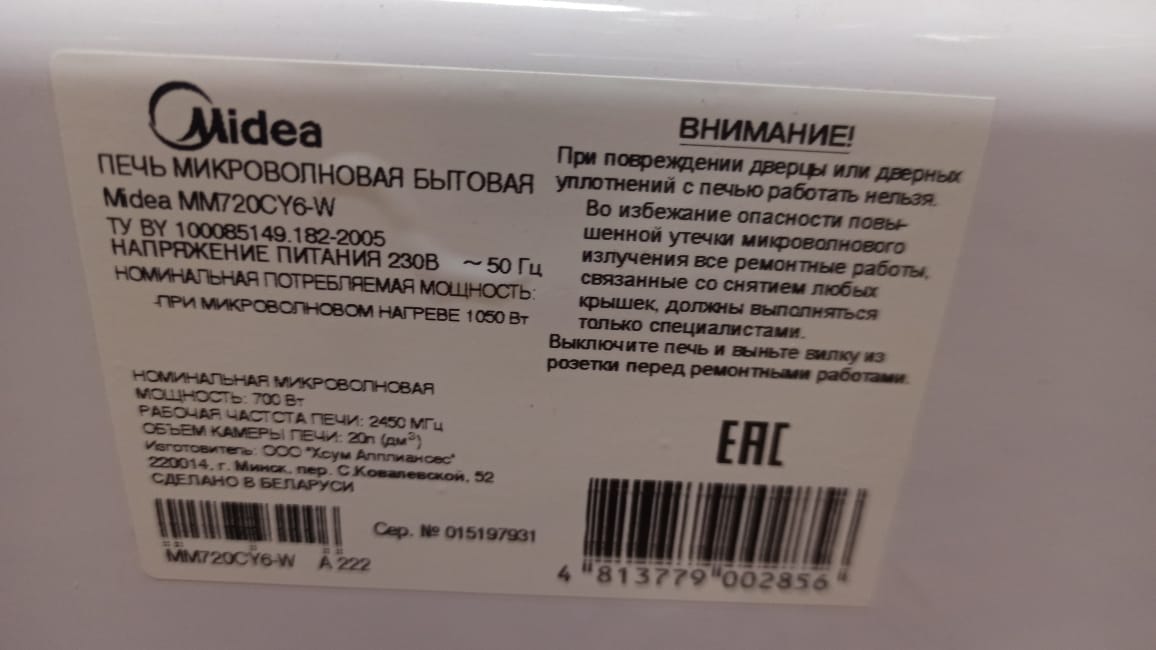 Midea
ПЕЧЬ МИКРОВОЛНОВАЯ БЫТОВАЯ
Midea MM720CY6-W
ТУ BY 100085149.182-2005
НАПРЯЖЕНИЕ ПИТАНИЯ 230В ~ 50 Гц
НОМИНАЛЬНАЯ ПОТРЕБЛЯЕМАЯ МОЩНОСТЬ:
-ПРИ МИКРОВОЛНОВОМ НАГРЕВЕ 1050 Вт
НОМИНАЛЬНАЯ МИКРОВОЛНОВАЯ
МОЩНОСТЬ: 700 Вт
РАБОЧАЯ ЧАСТОТА ПЕЧИ: 2450 МГц
ОБЪЕМ КАМЕРЫ ПЕЧИ: 20л (дм³)
Изготовитель: ООО "Хоум Апплиансес"
220014, г. Минск, пер. С.Ковалевской, 52
СДЕЛАНО В БЕЛАРУСИ
Сер. № 015197931
MM720CY6-W A 222
ВНИМАНИЕ!
При повреждении дверцы или дверных
уплотнений с печью работать нельзя.
Во избежание опасности повы-
шенной утечки микроволнового
излучения все ремонтные работы,
связанные со снятием любых
крышек, должны выполняться
только специалистами.
Выключите печь и выньте вилку из
розетки перед ремонтными работами.
EAC
4 813779 002856